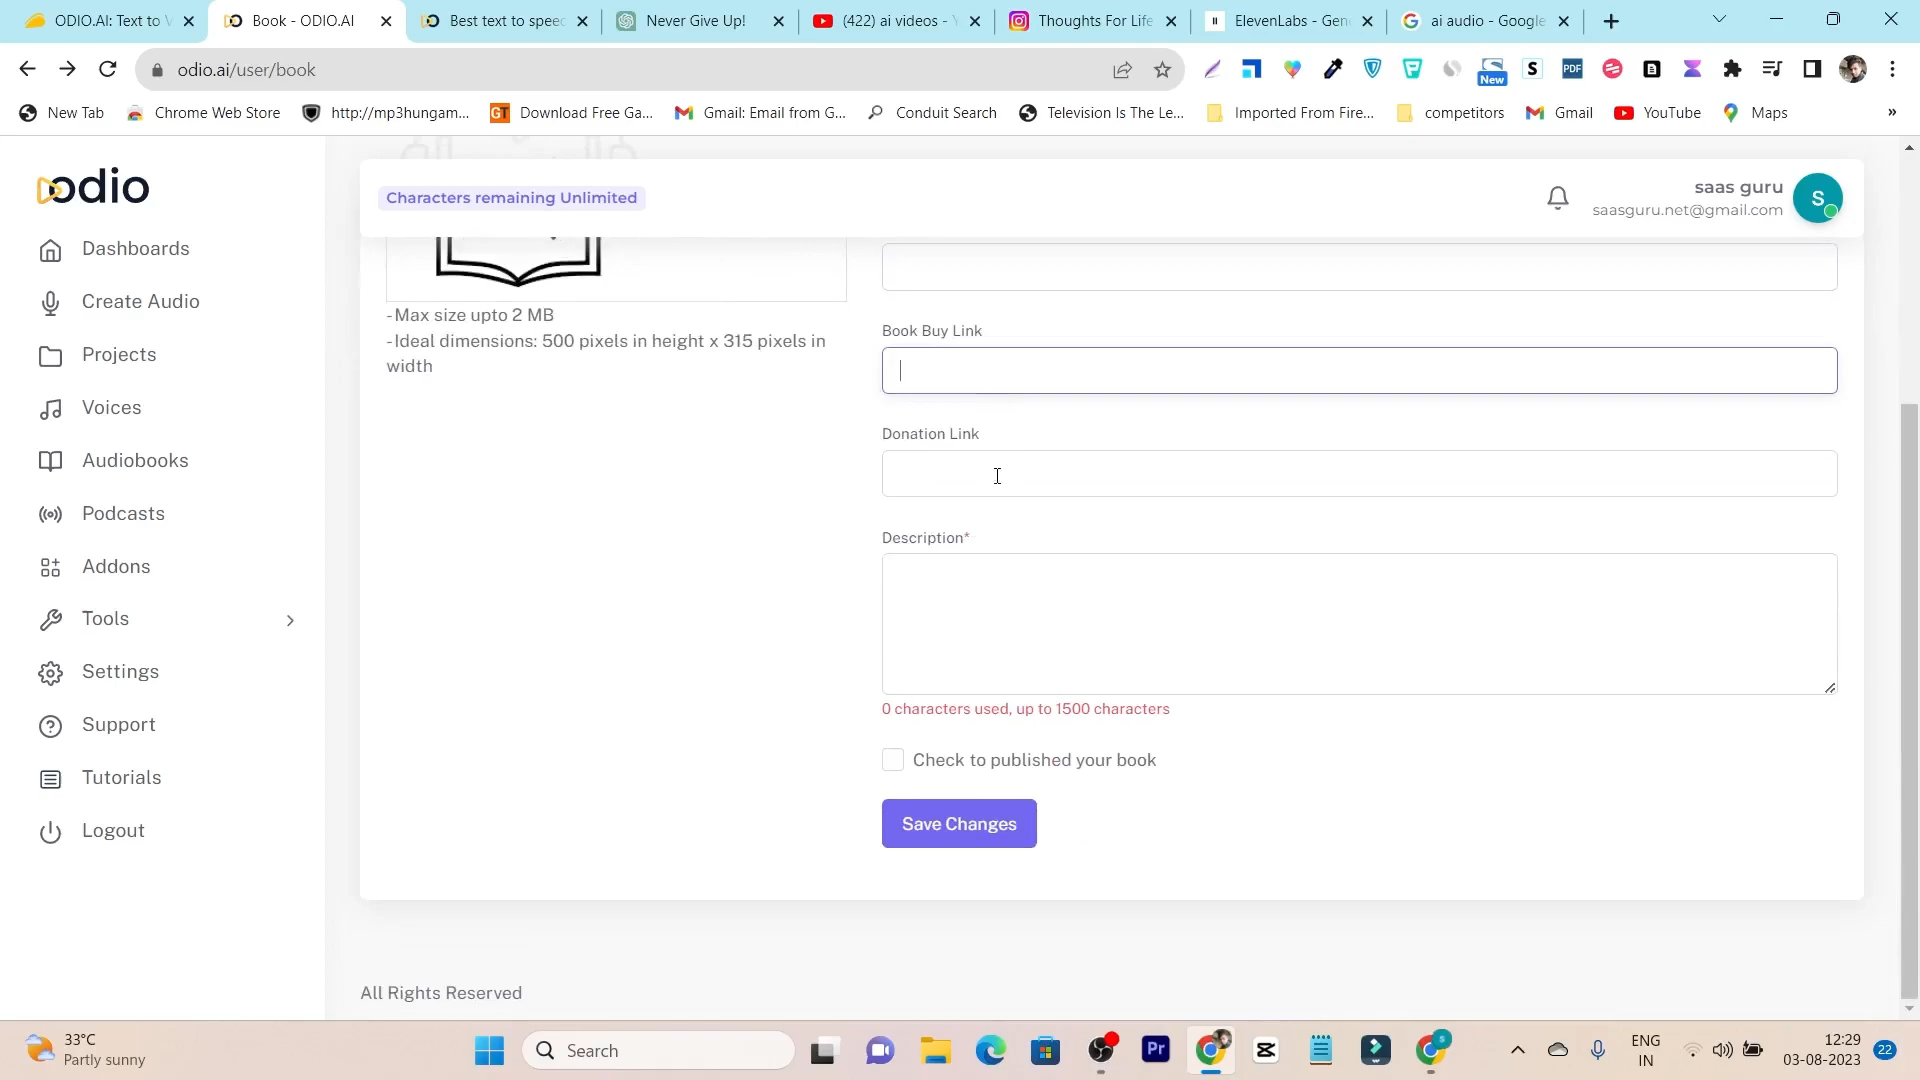 ODIO.AI: Text to V
Book - ODIO.AI
Best text to speec
Never Give Up!
(422) ai videos - Y
Thoughts For Life
ElevenLabs - Gene
ai audio - Google
odio.ai/user/book
New
PDF
New Tab
Chrome Web Store
http://mp3hungam...
GT
Download Free Ga...
Gmail: Email from G...
Conduit Search
Television Is The Le...
Imported From Fire...
competitors
Gmail
YouTube
Maps
»
odio
Characters remaining Unlimited
saas guru
saasguru.net@gmail.com
S
Dashboards
Create Audio
Projects
Voices
Audiobooks
Podcasts
Addons
Tools
Settings
Support
Tutorials
Logout
- Max size upto 2 MB
- Ideal dimensions: 500 pixels in height x 315 pixels in
width
Book Buy Link
Donation Link
Description*
0 characters used, up to 1500 characters
Check to published your book
Save Changes
All Rights Reserved
33°C
Partly sunny
Search
Pr
ENG
IN
12:29
03-08-2023
22